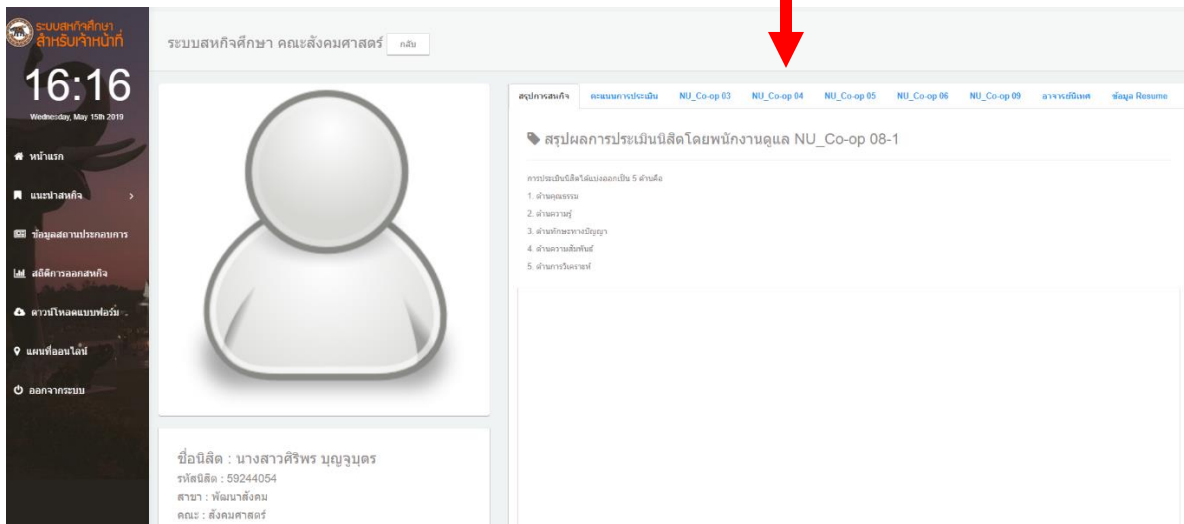 ระบบสหกิจศึกษา
สำหรับเจ้าหน้าที่
16:16
Wednesday, May 15th 2019
หน้าแรก
แนะนำสหกิจ
ข้อมูลสถานประกอบการ
สถิติการออกสหกิจ
ดาวน์โหลดแบบฟอร์ม
แผนที่ออนไลน์
ออกจากระบบ
ระบบสหกิจศึกษา คณะสังคมศาสตร์ กลับ
สรุปการสหกิจ คะแนนการประเมิน NU_Co-op 03 NU_Co-op 04 NU_Co-op 05 NU_Co-op 06 NU_Co-op 09 อาจารย์นิเทศ ข้อมูล Resume
สรุปผลการประเมินนิสิตโดยพนักงานดูแล NU_Co-op 08-1
การประเมินนิสิตได้แบ่งออกเป็น 5 ด้านคือ
1. ด้านคุณธรรม
2. ด้านความรู้
3. ด้านทักษะทางปัญญา
4. ด้านความสัมพันธ์
5. ด้านการวิเคราะห์
ชื่อนิสิต : นางสาวศิริพร บุญจูบุตร
รหัสนิสิต : 59244054
สาขา : พัฒนาสังคม
คณะ : สังคมศาสตร์